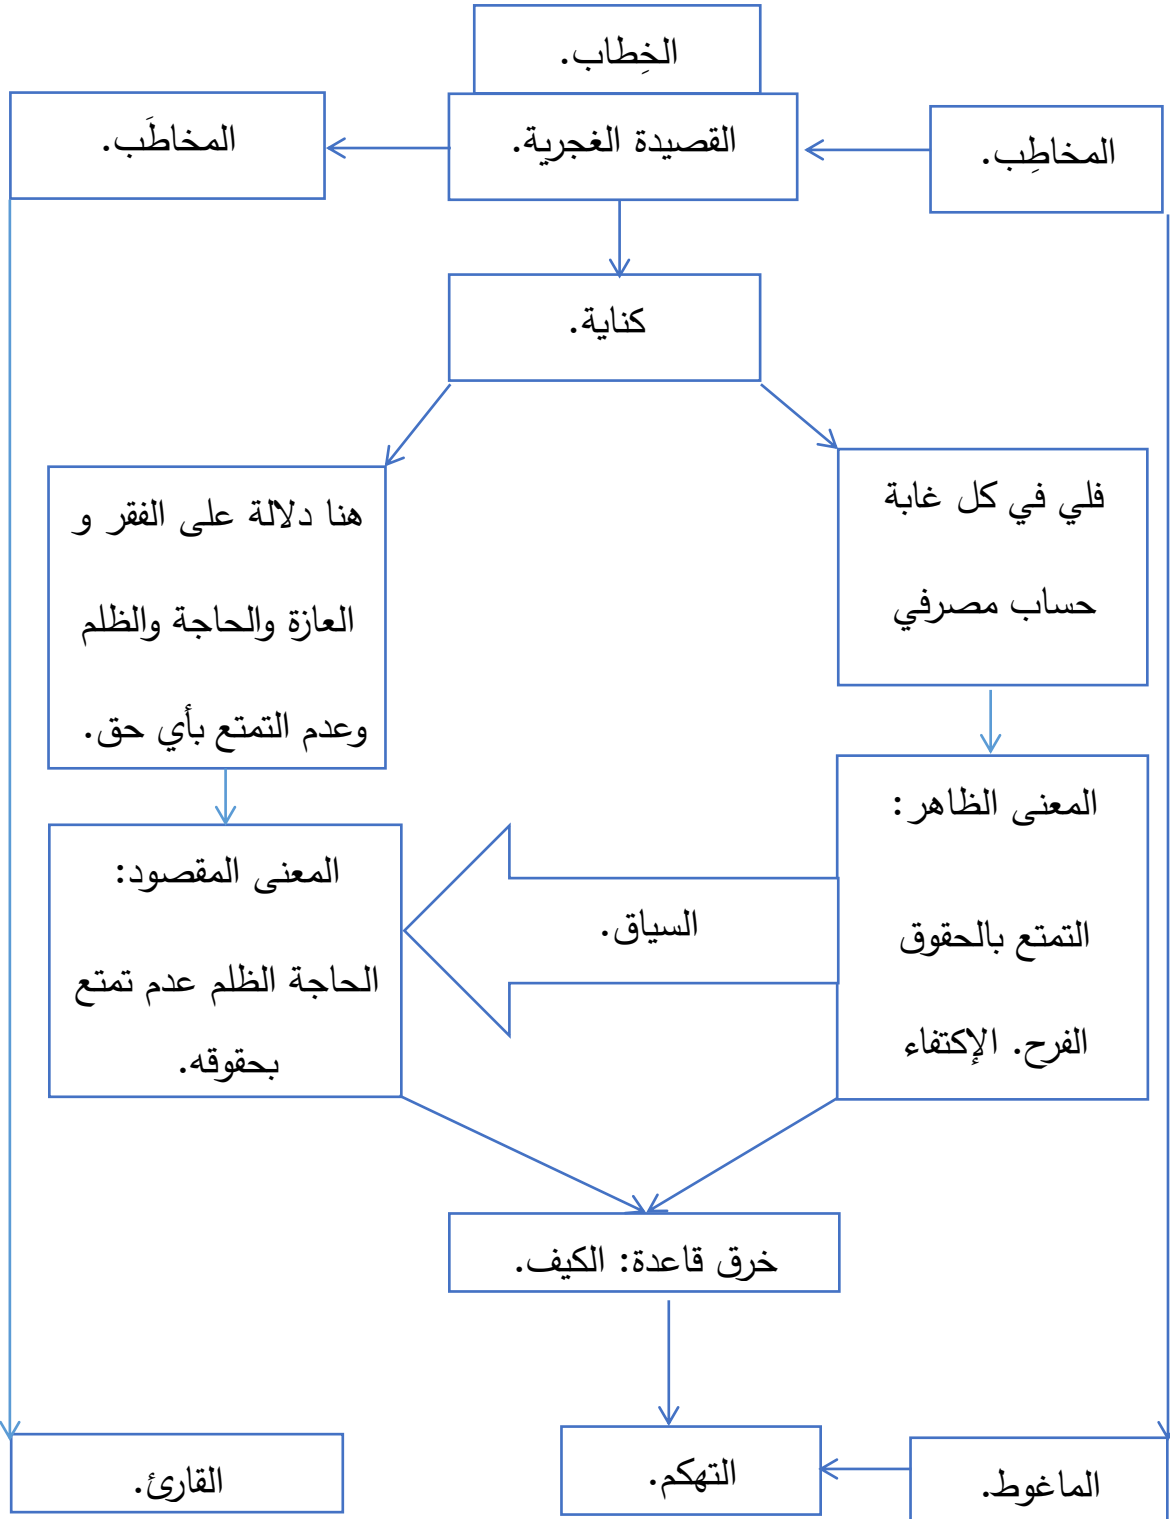 الخِطاب.
المخاطِب.
القصيدة الغجرية.
المخاطَب.
كناية.
فلي في كل غابة
حساب مصرفي
هنا دلالة على الفقر و
العازة والحاجة والظلم
وعدم التمتع بأي حق.
المعنى الظاهر:
التمتع بالحقوق
الفرح. الإكتفاء
السياق.
المعنى المقصود:
الحاجة الظلم عدم تمتع
بحقوقه.
خرق قاعدة: الكيف.
الماغوط.
التهكم.
القارئ.